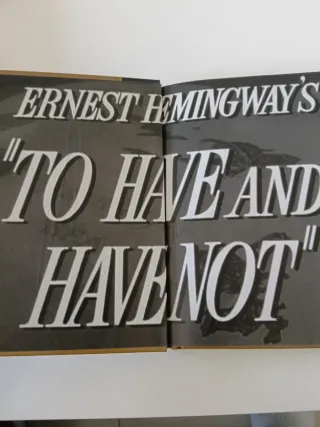 ERNEST HEMINGWAY'S
"TO HAVE AND
HAVE NOT"